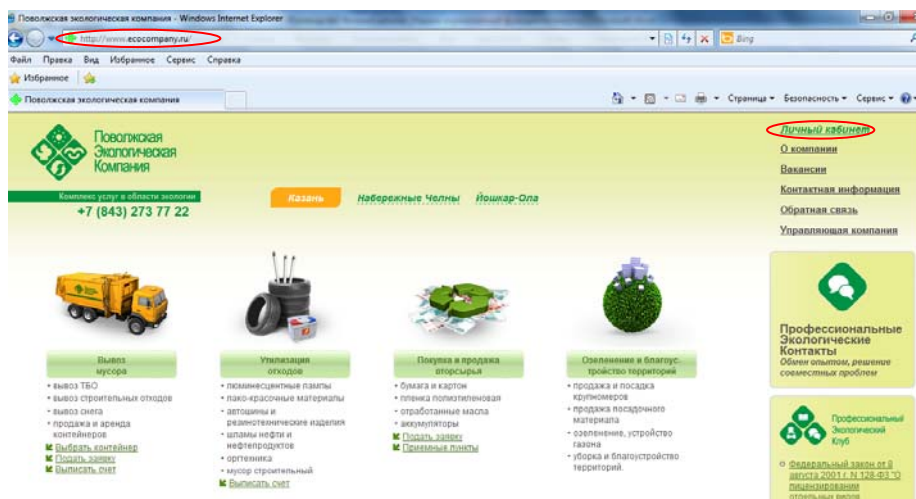 Поволжская экологическая компания - Windows Internet Explorer
http://www.ecocompany.ru/
Bing
Файл Правка Вид Избранное Сервис Справка
Избранное
Поволжская экологическая компания
Страница Безопасность Сервис
Поволжская
Экологическая
Компания
Комплекс услуг в области экологии
+7 (843) 273 77 22
Казань Набережные Челны Йошкар-Ола
Личный кабинет
О компании
Вакансии
Контактная информация
Обратная связь
Управляющая компания
Вывоз
мусора
• вывоз ТБО
• вывоз строительных отходов
• вывоз снега
• продажа и аренда
контейнеров
Выбрать контейнер
Подать заявку
Выписать счет
Утилизация
отходов
• люминесцентные лампы
• лако-красочные материалы
• автошины и
резинотехнические изделия
• шламы нефти и
нефтепродуктов
• оргтехника
• мусор строительный
Выписать счет
Покупка и продажа
вторсырья
• бумага и картон
• пленка полиэтиленовая
• отработанные масла
• аккумуляторы
Подать заявку
Приемные пункты
Озеленение и благоус-
тройство территорий
• продажа и посадка
крупномеров
• продажа посадочного
материала
• озеленение, устройство
газона
• уборка и благоустройство
территорий.
Профессиональные
Экологические
Контакты
Обмен опытом, решение
совместных проблем
Профессиональный
Экологический
Клуб
Федеральный закон от 8
августа 2001 г. N 128-ФЗ "О
лицензировании
отдельных видов